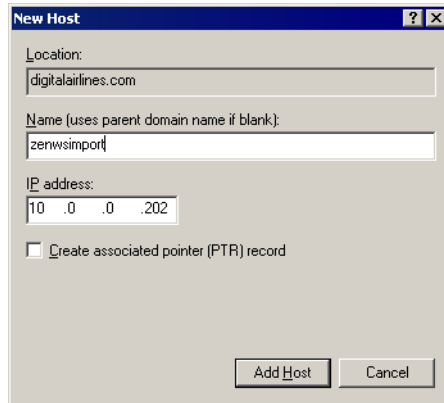 New Host
Location:
digitalairlines.com
Name (uses parent domain name if blank):
zenwsimport
IP address:
10 .0 .0 .202
Create associated pointer (PTR) record
Add Host Cancel